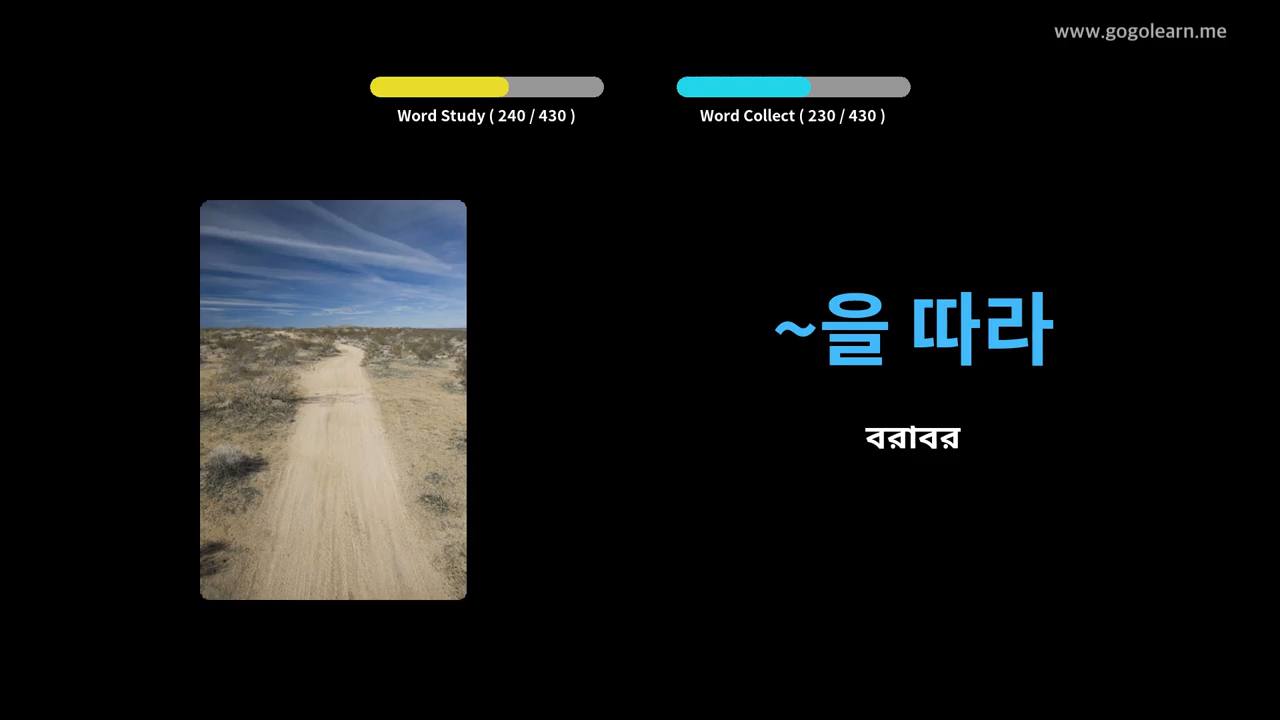 www.gogolearn.me
Word Study ( 240 / 430 )
Word Collect ( 230 / 430 )
~을 따라
বরাবর